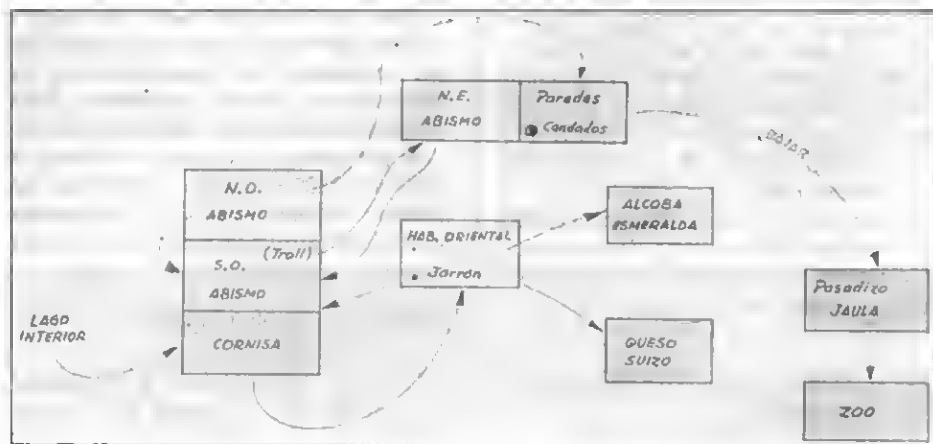 N.E.
ABISMO
Paredes
Candados
BAJAR
N.O.
ABISMO
(Troll)
S.O.
ABISMO
CORNISA
LAGO
INTERIOR
HAB. ORIENTAL
Jarrón
ALCOBA
ESMERALDA
QUESO
SUIZO
Pasadizo
JAULA
ZOO